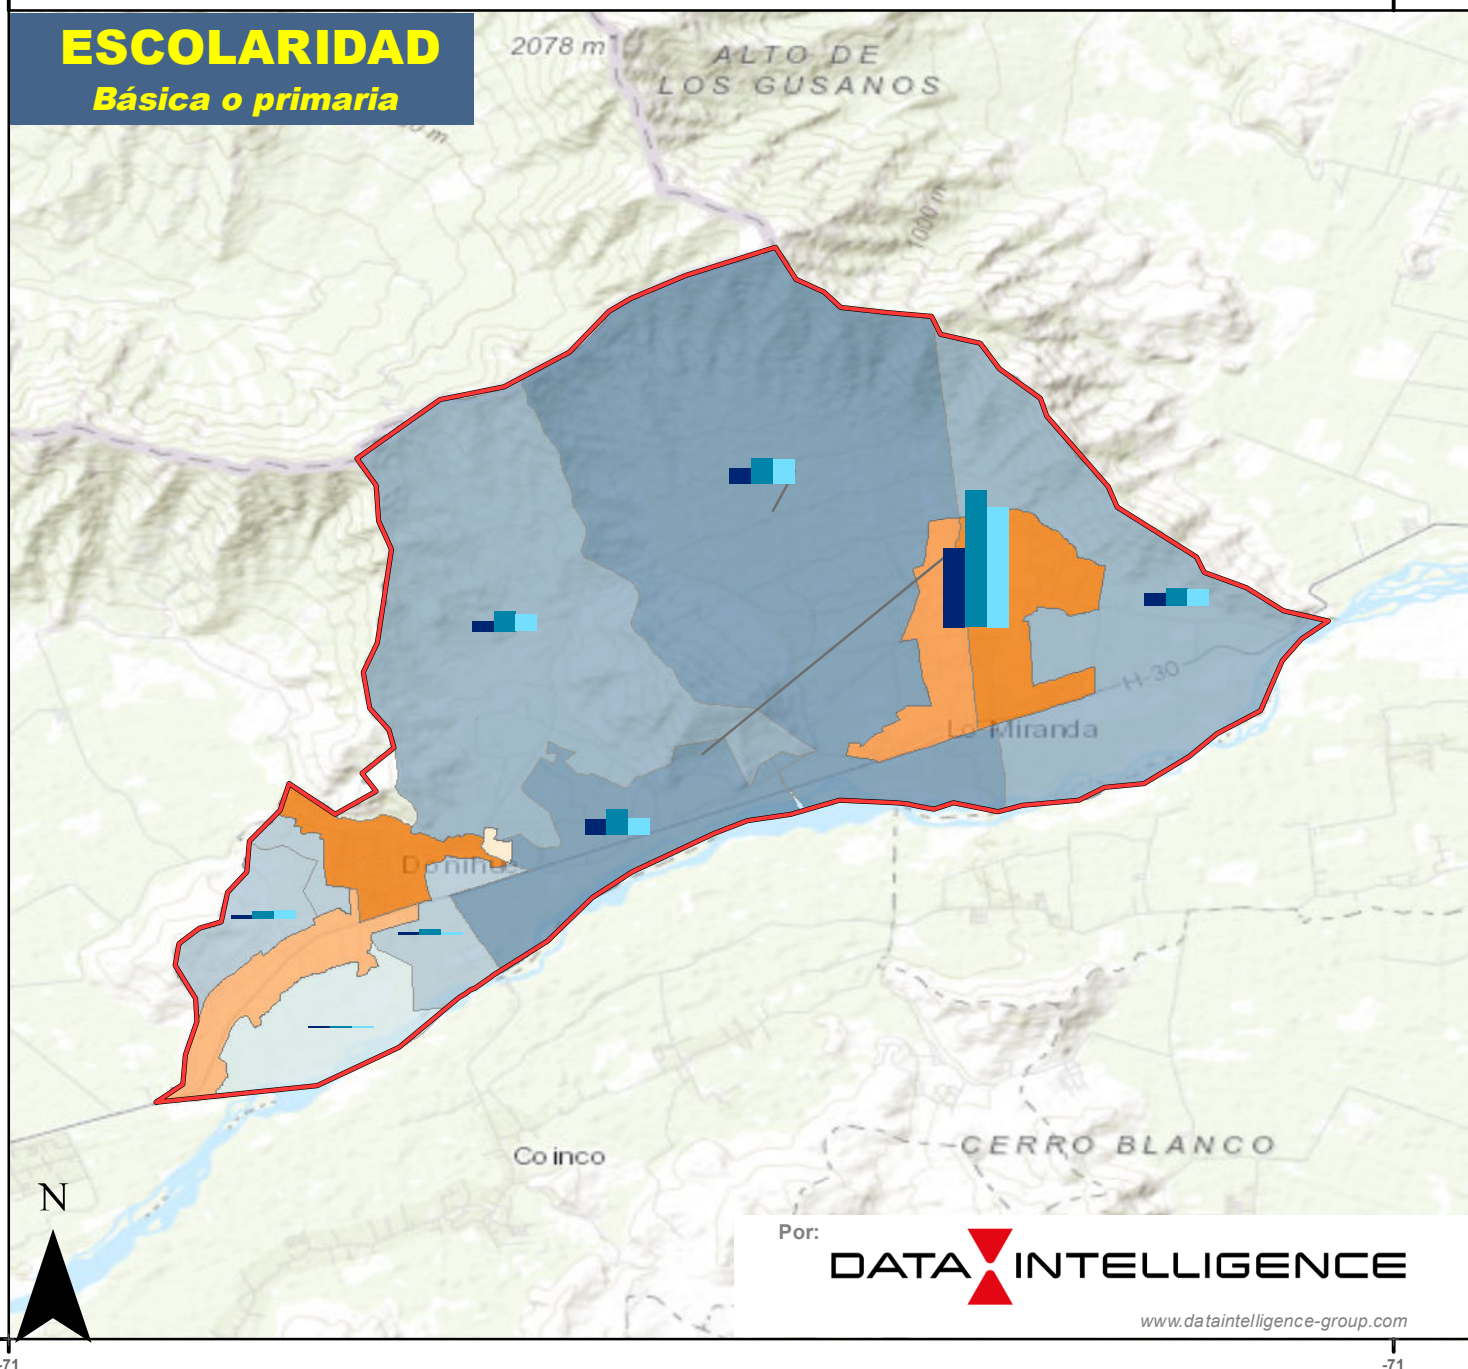 ESCOLARIDAD
Básica o primaria
2078 m
ALTO DE
LOS GUSANOS
1000 m
H-30
Lo Miranda
Doñihue
Coinco
CERRO BLANCO
N
Por:
DATA INTELLIGENCE
www.dataintelligence-group.com
-71
-71